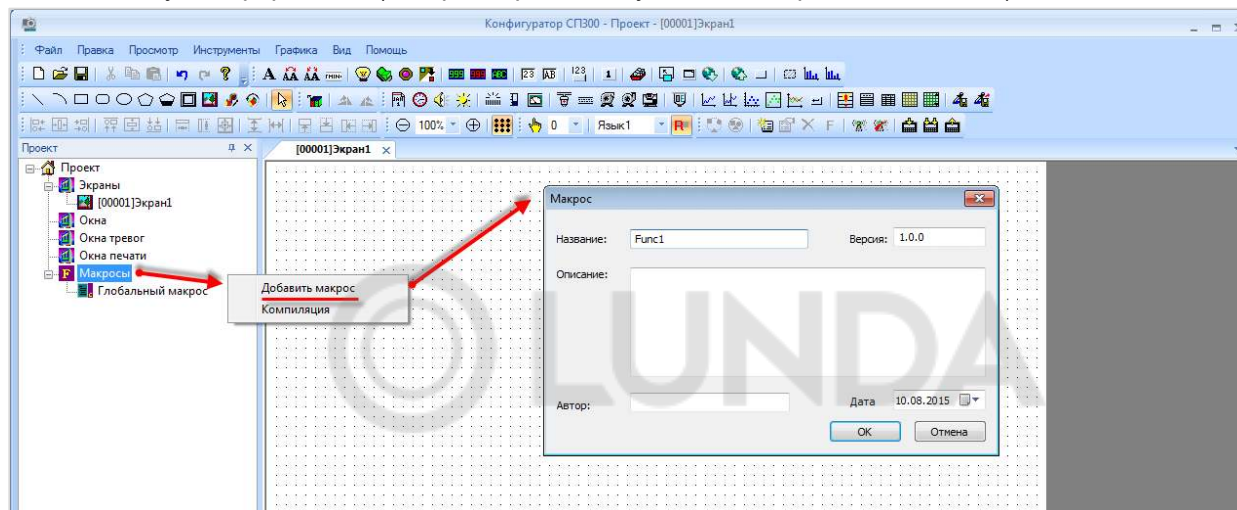 Конфигуратор СП300 - Проект - [00001]Экран1
Файл Правка Просмотр Инструменты Графика Вид Помощь
100% 0 Язык1
Проект
[00001]Экран1
Проект
Экраны
[00001]Экран1
Окна
Окна тревог
Окна печати
Макросы
Глобальный макрос
Добавить макрос
Компиляция
Макрос
Название: Func1 Версия: 1.0.0
Описание:
Автор: Дата 10.08.2015
ОК Отмена
LUNDA